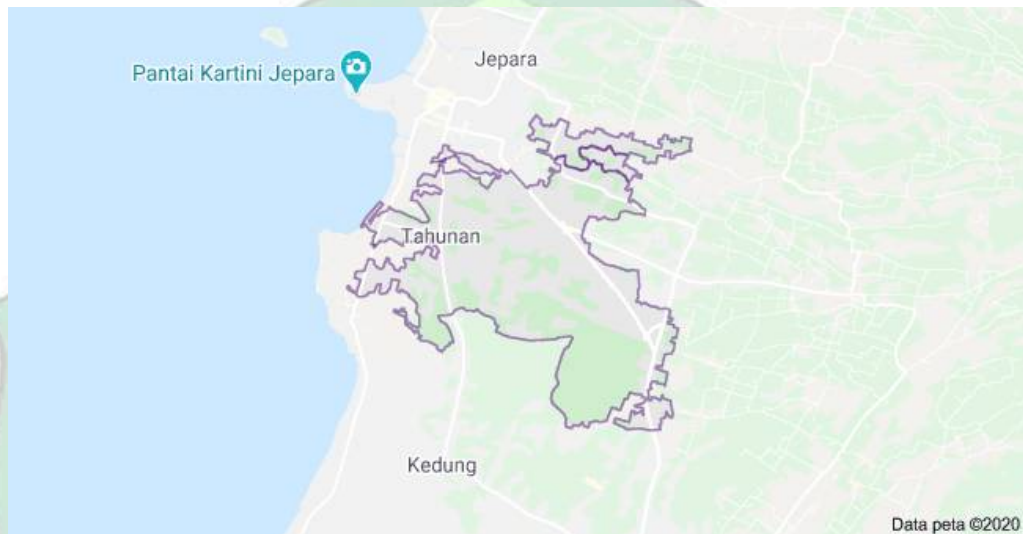 Jepara
Pantai Kartini Jepara
Tahunan
Kedung
Data peta ©2020